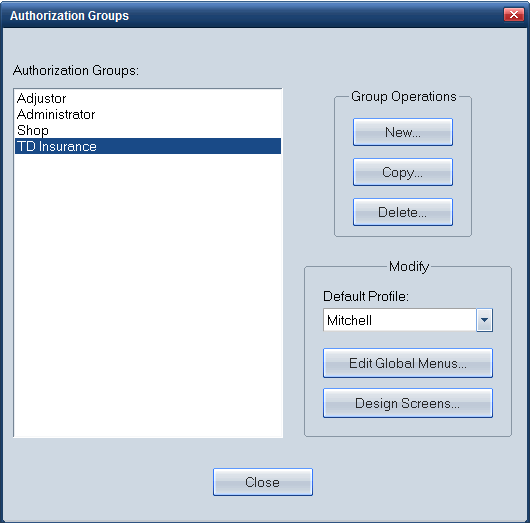 Authorization Groups
Authorization Groups:
Adjustor
Administrator
Shop
TD Insurance
Group Operations
New...
Copy...
Delete...
Modify
Default Profile:
Mitchell
Edit Global Menus...
Design Screens...
Close